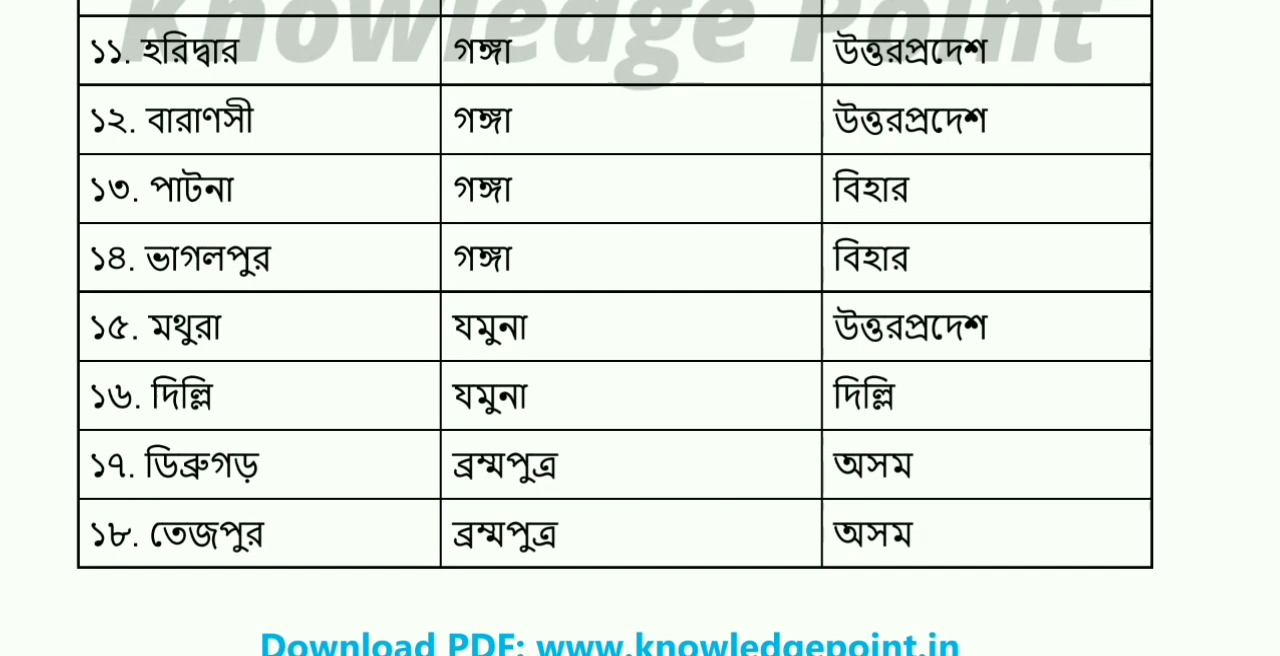 Knowledge Point
১১. হরিদ্বার গঙ্গা উত্তরপ্রদেশ
১২. বারাণসী গঙ্গা উত্তরপ্রদেশ
১৩. পাটনা গঙ্গা বিহার
১৪. ভাগলপুর গঙ্গা বিহার
১৫. মথুরা যমুনা উত্তরপ্রদেশ
১৬. দিল্লি যমুনা দিল্লি
১৭. ডিব্রুগড় ব্রম্মপুত্র অসম
১৮. তেজপুর ব্রম্মপুত্র অসম
Download PDF: www.knowledgepoint.in